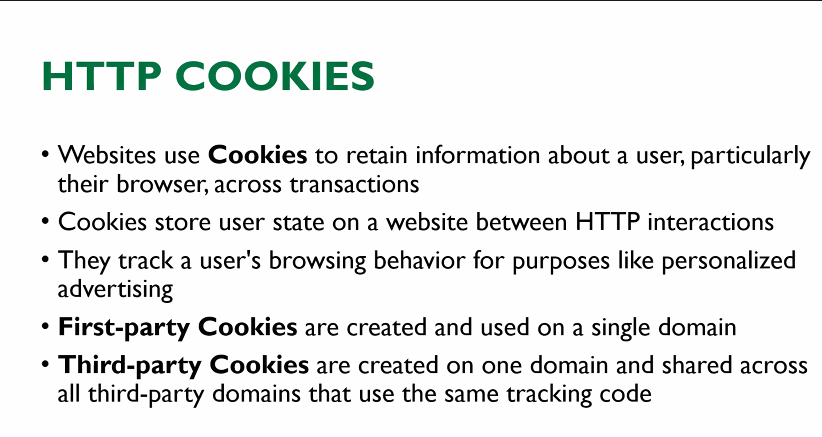 HTTP COOKIES
• Websites use Cookies to retain information about a user, particularly
their browser, across transactions
• Cookies store user state on a website between HTTP interactions
• They track a user's browsing behavior for purposes like personalized
advertising
• First-party Cookies are created and used on a single domain
• Third-party Cookies are created on one domain and shared across
all third-party domains that use the same tracking code